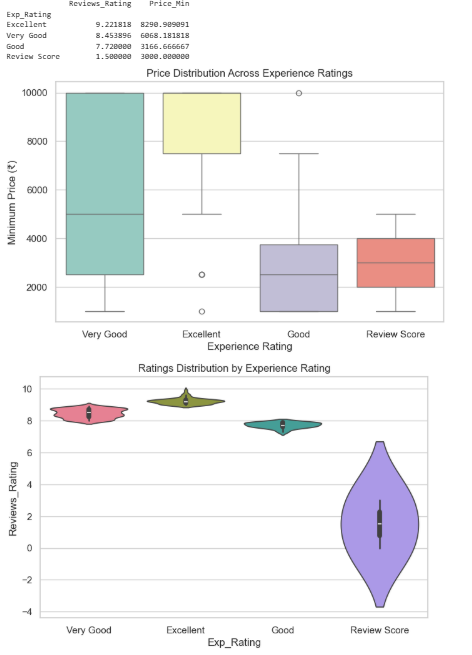 Reviews_Rating Price_Min
Exp_Rating
Excellent 9.221818 8290.909091
Very Good 8.453896 6068.181818
Good 7.720000 3166.666667
Review Score 1.500000 3000.000000
Price Distribution Across Experience Ratings
10000
8000
6000
4000
2000
Minimum Price (₹)
Very Good Excellent Good Review Score
Experience Rating
Ratings Distribution by Experience Rating
10
8
6
4
2
0
−2
−4
Reviews_Rating
Very Good Excellent Good Review Score
Exp_Rating